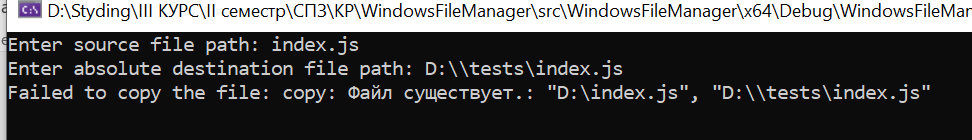 D:\Styding\III КУРС\II семестр\СПЗ\КР\WindowsFileManager\src\WindowsFileManager\x64\Debug\WindowsFileMan
Enter source file path: index.js
Enter absolute destination file path: D:\\tests\index.js
Failed to copy the file: copy: Файл существует.: "D:\index.js", "D:\\tests\index.js"